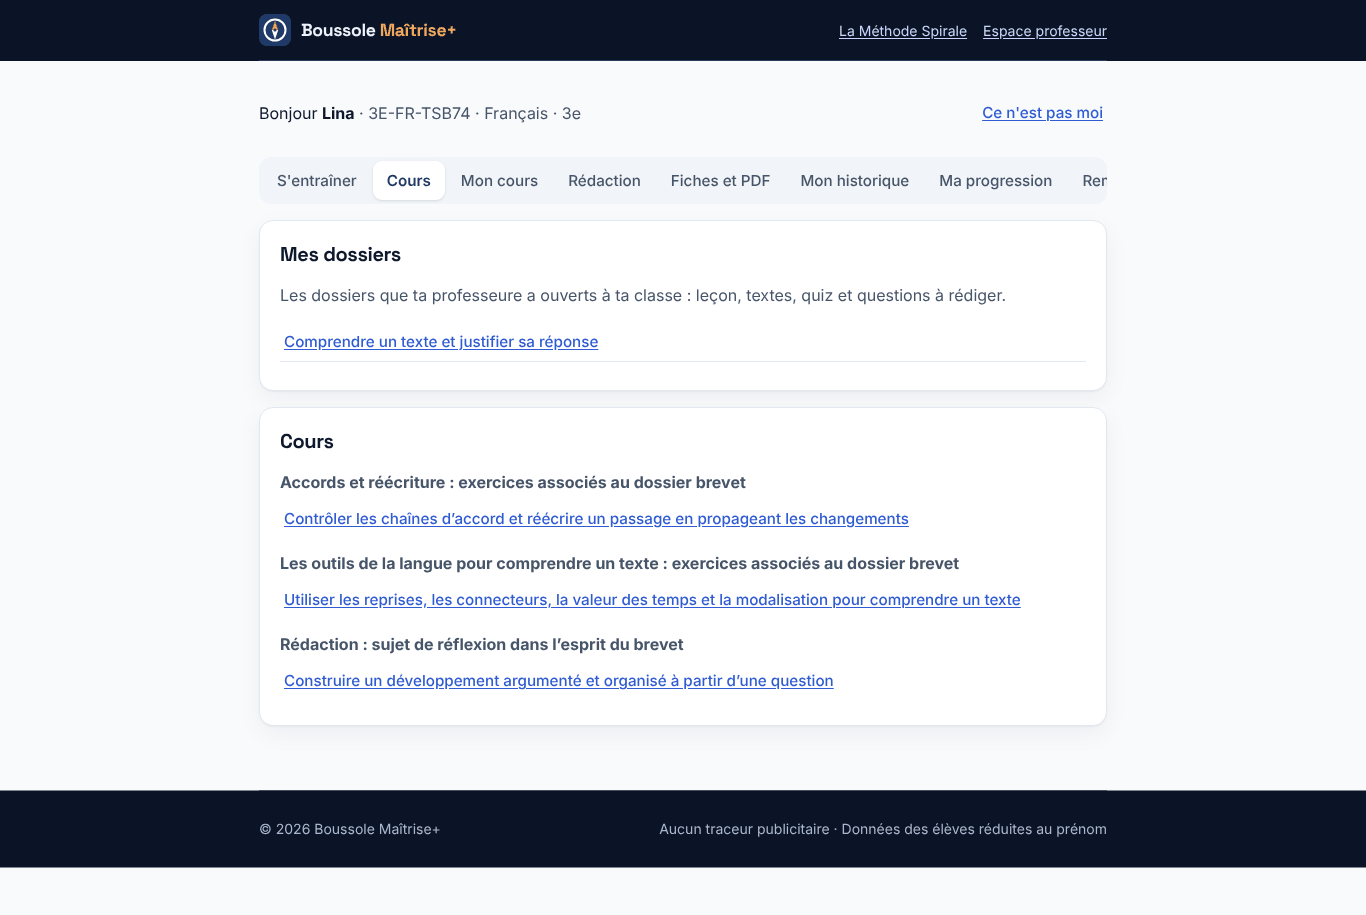 Boussole Maîtrise+
La Méthode Spirale Espace professeur
Bonjour Lina · 3E-FR-TSB74 · Français · 3e
Ce n'est pas moi
S'entraîner Cours Mon cours Rédaction Fiches et PDF Mon historique Ma progression
Mes dossiers
Les dossiers que ta professeure a ouverts à ta classe : leçon, textes, quiz et questions à rédiger.
Comprendre un texte et justifier sa réponse
Cours
Accords et réécriture : exercices associés au dossier brevet
Contrôler les chaînes d’accord et réécrire un passage en propageant les changements
Les outils de la langue pour comprendre un texte : exercices associés au dossier brevet
Utiliser les reprises, les connecteurs, la valeur des temps et la modalisation pour comprendre un texte
Rédaction : sujet de réflexion dans l’esprit du brevet
Construire un développement argumenté et organisé à partir d’une question
© 2026 Boussole Maîtrise+
Aucun traceur publicitaire · Données des élèves réduites au prénom